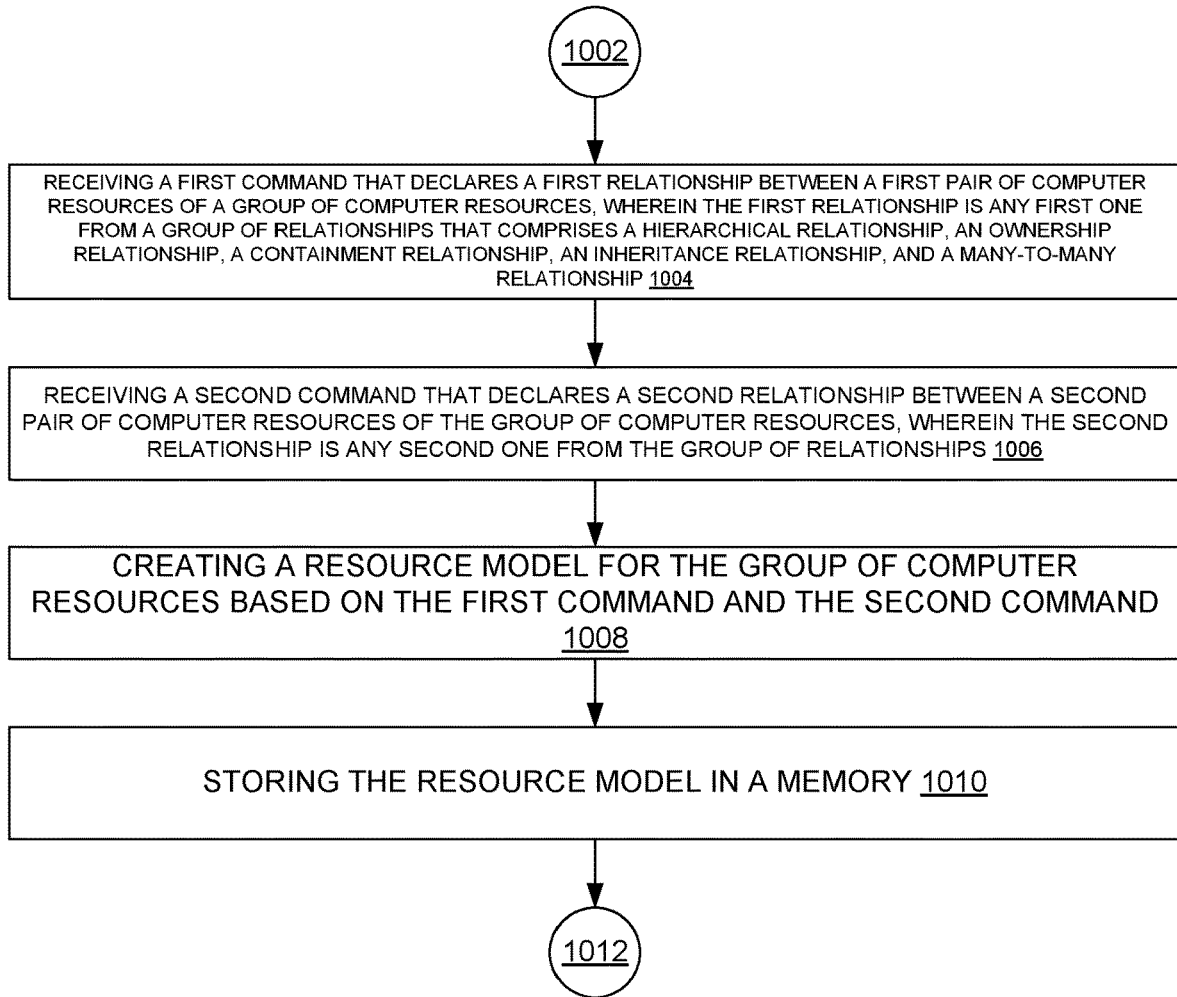 1002
RECEIVING A FIRST COMMAND THAT DECLARES A FIRST RELATIONSHIP BETWEEN A FIRST PAIR OF COMPUTER
RESOURCES OF A GROUP OF COMPUTER RESOURCES, WHEREIN THE FIRST RELATIONSHIP IS ANY FIRST ONE
FROM A GROUP OF RELATIONSHIPS THAT COMPRISES A HIERARCHICAL RELATIONSHIP, AN OWNERSHIP
RELATIONSHIP, A CONTAINMENT RELATIONSHIP, AN INHERITANCE RELATIONSHIP, AND A MANY-TO-MANY
RELATIONSHIP 1004
RECEIVING A SECOND COMMAND THAT DECLARES A SECOND RELATIONSHIP BETWEEN A SECOND
PAIR OF COMPUTER RESOURCES OF THE GROUP OF COMPUTER RESOURCES, WHEREIN THE SECOND
RELATIONSHIP IS ANY SECOND ONE FROM THE GROUP OF RELATIONSHIPS 1006
CREATING A RESOURCE MODEL FOR THE GROUP OF COMPUTER
RESOURCES BASED ON THE FIRST COMMAND AND THE SECOND COMMAND
1008
STORING THE RESOURCE MODEL IN A MEMORY 1010
1012